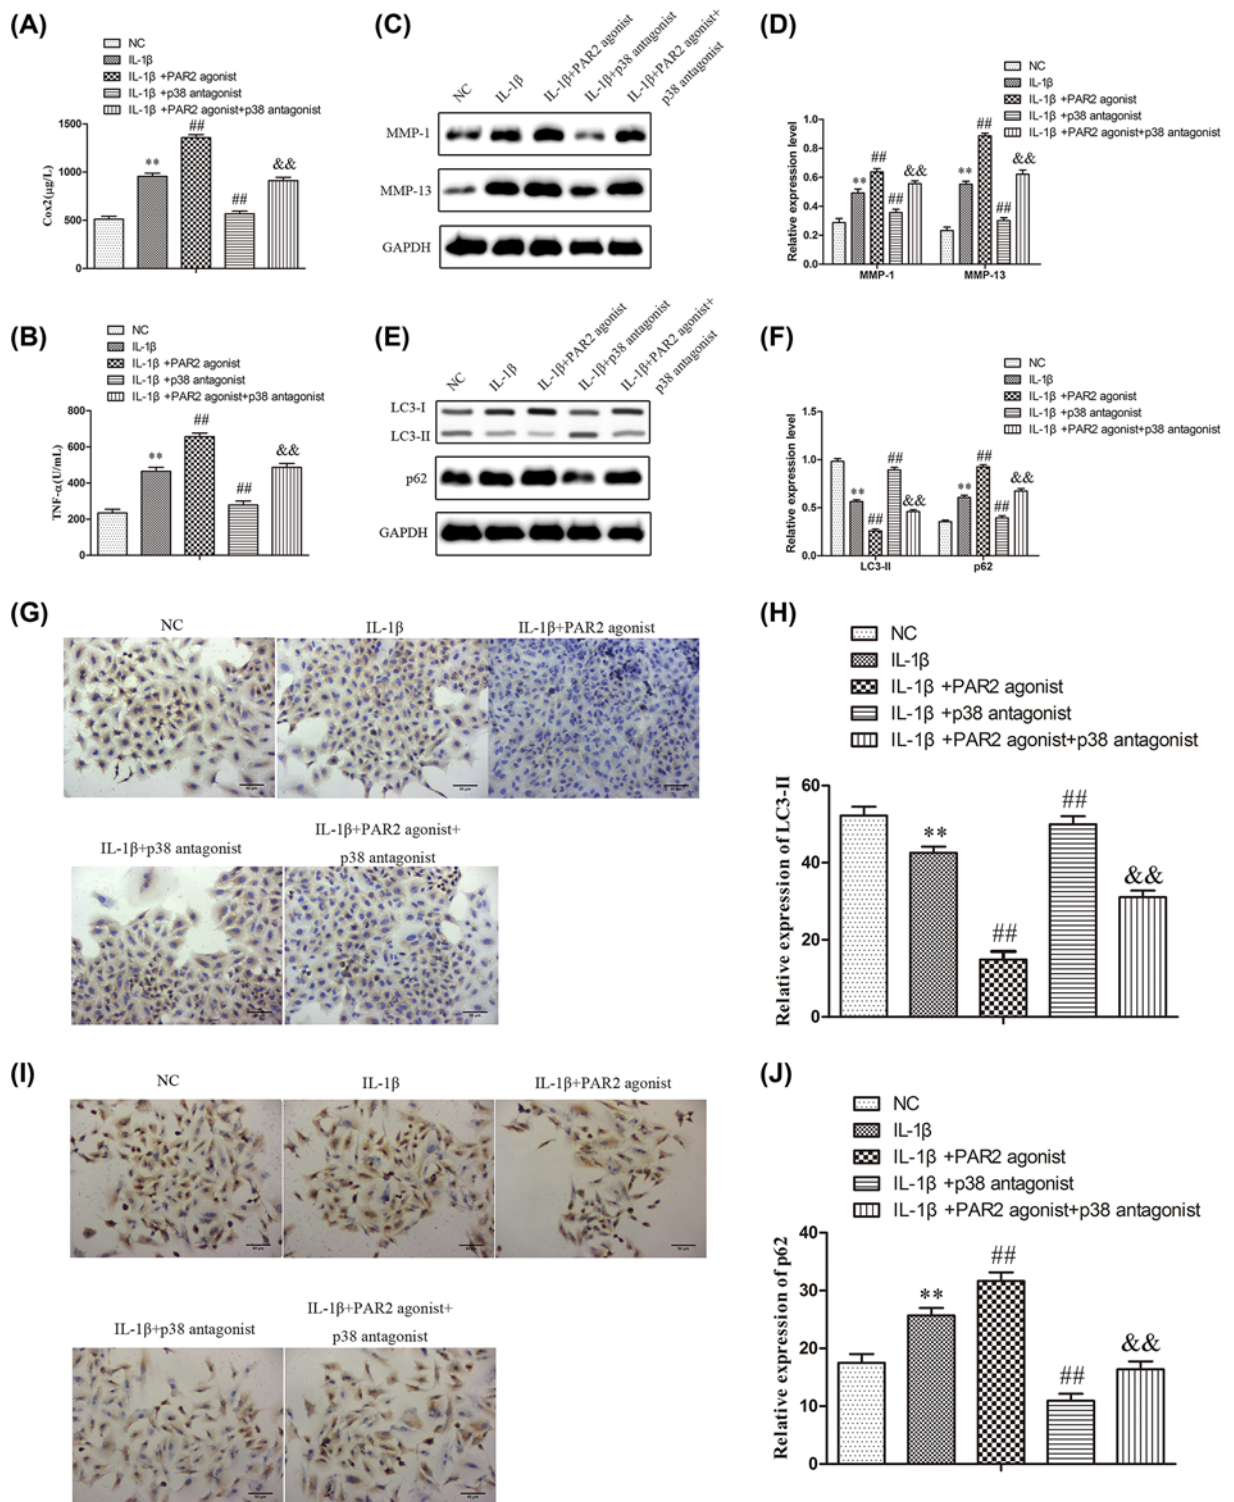 (A)
NC
IL-1β
IL-1β +PAR2 agonist
IL-1β +p38 antagonist
IL-1β +PAR2 agonist+p38 antagonist
Cox2(μg/L)
1500
1000
500
0
**
##
##
&&
(C)
NC
IL-1β
IL-1β+PAR2 agonist
IL-1β+p38 antagonist
IL-1β+PAR2 agonist+
p38 antagonist
MMP-1
MMP-13
GAPDH
(D)
NC
IL-1β
IL-1β +PAR2 agonist
IL-1β +p38 antagonist
IL-1β +PAR2 agonist+p38 antagonist
Relative expression level
1.0
0.8
0.6
0.4
0.2
0.0
**
##
##
&&
**
##
##
&&
MMP-1
MMP-13
(B)
NC
IL-1β
IL-1β +PAR2 agonist
IL-1β +p38 antagonist
IL-1β +PAR2 agonist+p38 antagonist
TNF-α(U/mL)
800
600
400
200
0
**
##
##
&&
(E)
NC
IL-1β
IL-1β+PAR2 agonist
IL-1β+p38 antagonist
IL-1β+PAR2 agonist+
p38 antagonist
LC3-I
LC3-II
p62
GAPDH
(F)
NC
IL-1β
IL-1β +PAR2 agonist
IL-1β +p38 antagonist
IL-1β +PAR2 agonist+p38 antagonist
Relative expression level
1.5
1.0
0.5
0.0
**
##
##
&&
**
##
##
&&
LC3-II
p62
(G)
NC
IL-1β
IL-1β+PAR2 agonist
IL-1β+p38 antagonist
IL-1β+PAR2 agonist+
p38 antagonist
(H)
NC
IL-1β
IL-1β +PAR2 agonist
IL-1β +p38 antagonist
IL-1β +PAR2 agonist+p38 antagonist
Relative expression of LC3-II
60
40
20
0
**
##
##
&&
(I)
NC
IL-1β
IL-1β+PAR2 agonist
IL-1β+p38 antagonist
IL-1β+PAR2 agonist+
p38 antagonist
(J)
NC
IL-1β
IL-1β +PAR2 agonist
IL-1β +p38 antagonist
IL-1β +PAR2 agonist+p38 antagonist
Relative expression of p62
40
30
20
10
0
**
##
##
&&